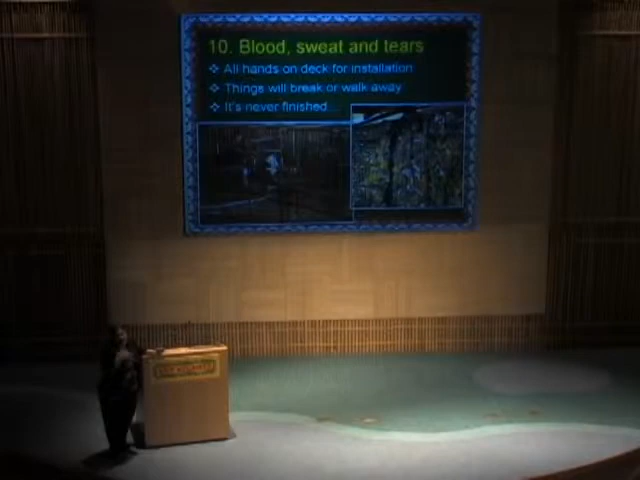 10. Blood, sweat and tears
❖ All hands on deck for installation
❖ Things will break or walk away
❖ It's never finished...